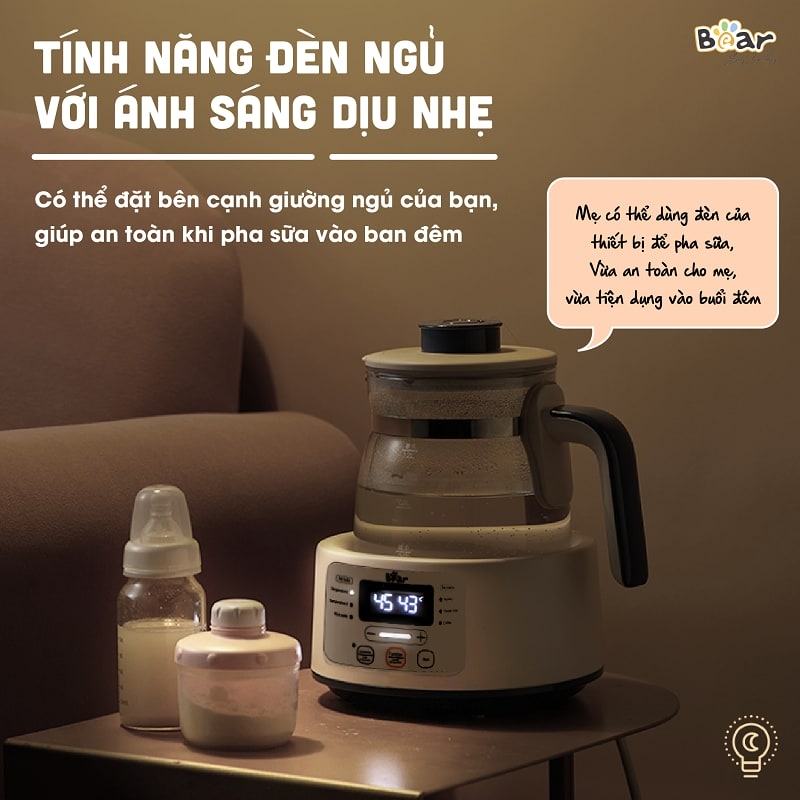 Bear
TÍNH NĂNG ĐÈN NGỦ
VỚI ÁNH SÁNG DỊU NHẸ
Có thể đặt bên cạnh giường ngủ của bạn,
giúp an toàn khi pha sữa vào ban đêm
Mẹ có thể dùng đèn của
thiết bị để pha sữa,
Vừa an toàn cho mẹ,
vừa tiện dụng vào buổi đêm
Bear
45 43°